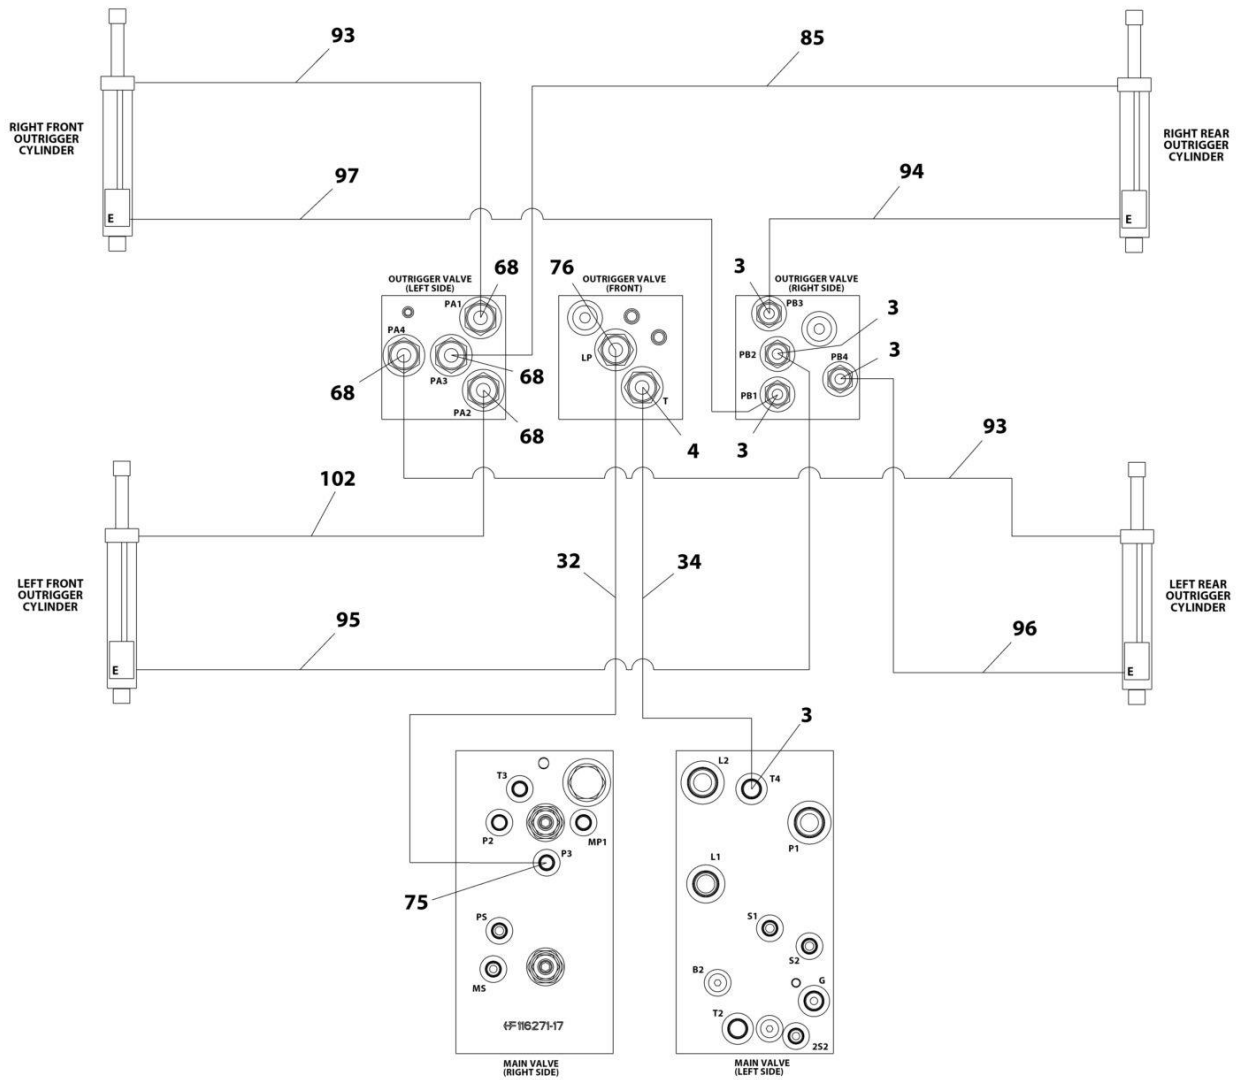 93
85
RIGHT FRONT
OUTRIGGER
CYLINDER
RIGHT REAR
OUTRIGGER
CYLINDER
97
94
E
E
OUTRIGGER VALVE
(LEFT SIDE)
68
76
OUTRIGGER VALVE
(FRONT)
3
OUTRIGGER VALVE
(RIGHT SIDE)
PA1
PB3
3
PA4
LP
PB2
PB4
3
PA3
68
68
PA2
T
PB1
68
4
3
93
102
32
34
LEFT FRONT
OUTRIGGER
CYLINDER
LEFT REAR
OUTRIGGER
CYLINDER
95
96
E
E
3
L2
T4
T3
P2
MP1
P1
P3
L1
75
PS
S1
S2
MS
B2
G
T2
2S2
HF116271-17
MAIN VALVE
(RIGHT SIDE)
MAIN VALVE
(LEFT SIDE)